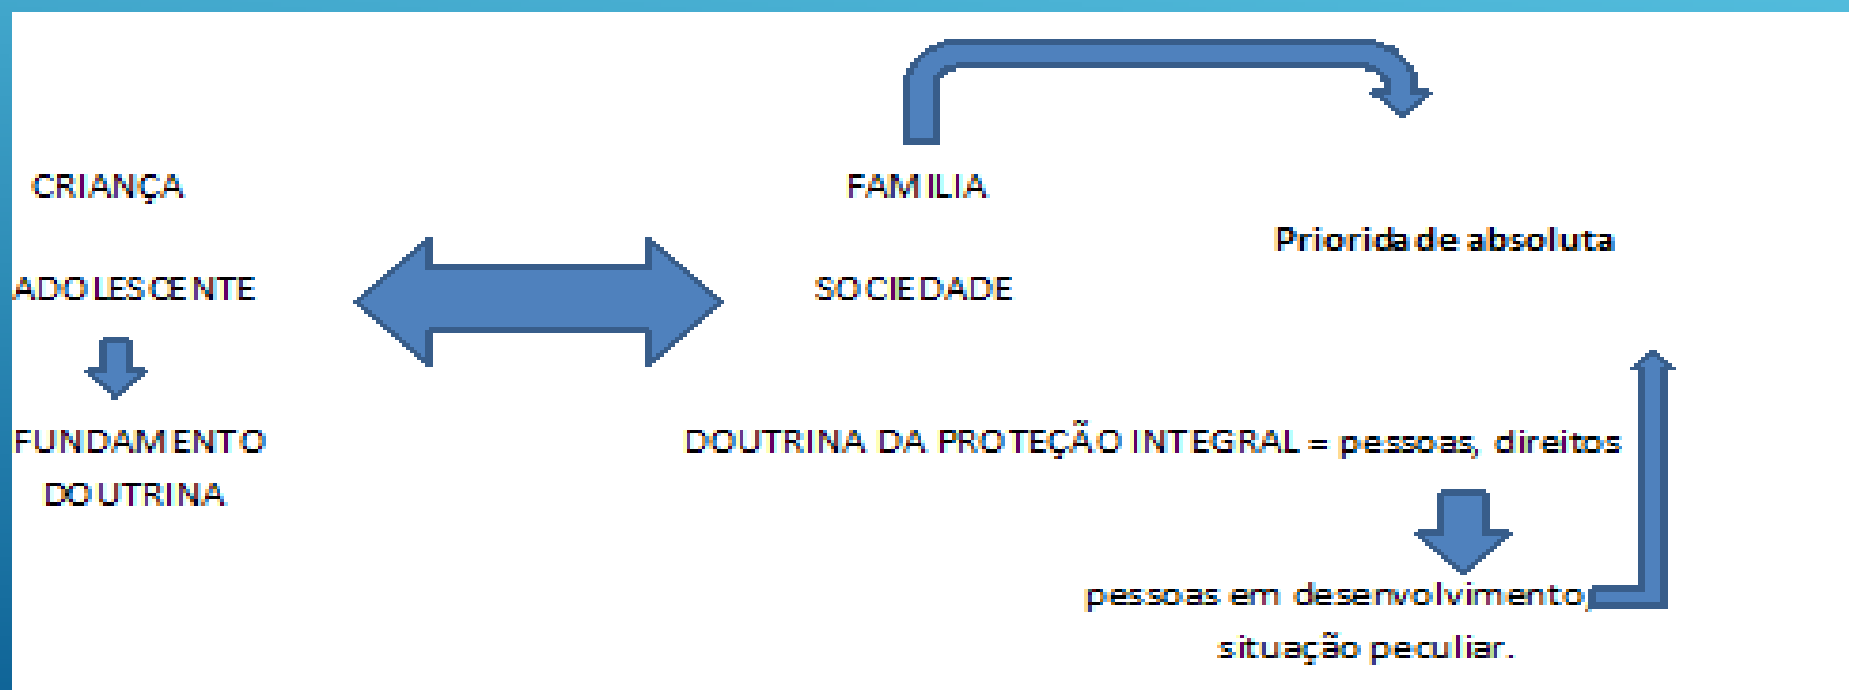 CRIANÇA
FAMILIA
Prioridade absoluta
ADOLESCENTE
SOCIEDADE
FUNDAMENTO
DOUTRINA
DOUTRINA DA PROTEÇÃO INTEGRAL = pessoas, direitos
pessoas em desenvolvimento,
situação peculiar.